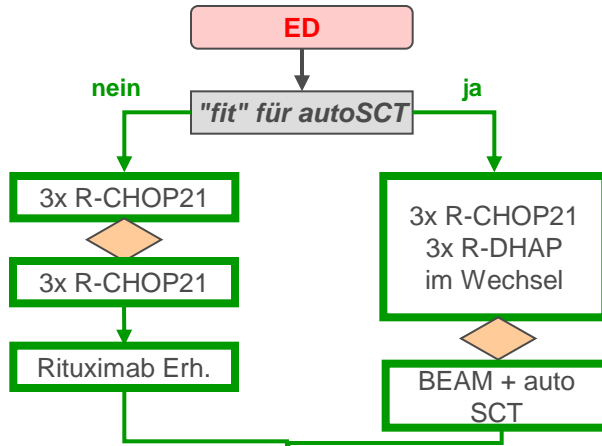 ED
nein
ja
"fit" für autoSCT
3x R-CHOP21
3x R-CHOP21
Rituximab Erh.
3x R-CHOP21
3x R-DHAP
im Wechsel
BEAM + auto
SCT